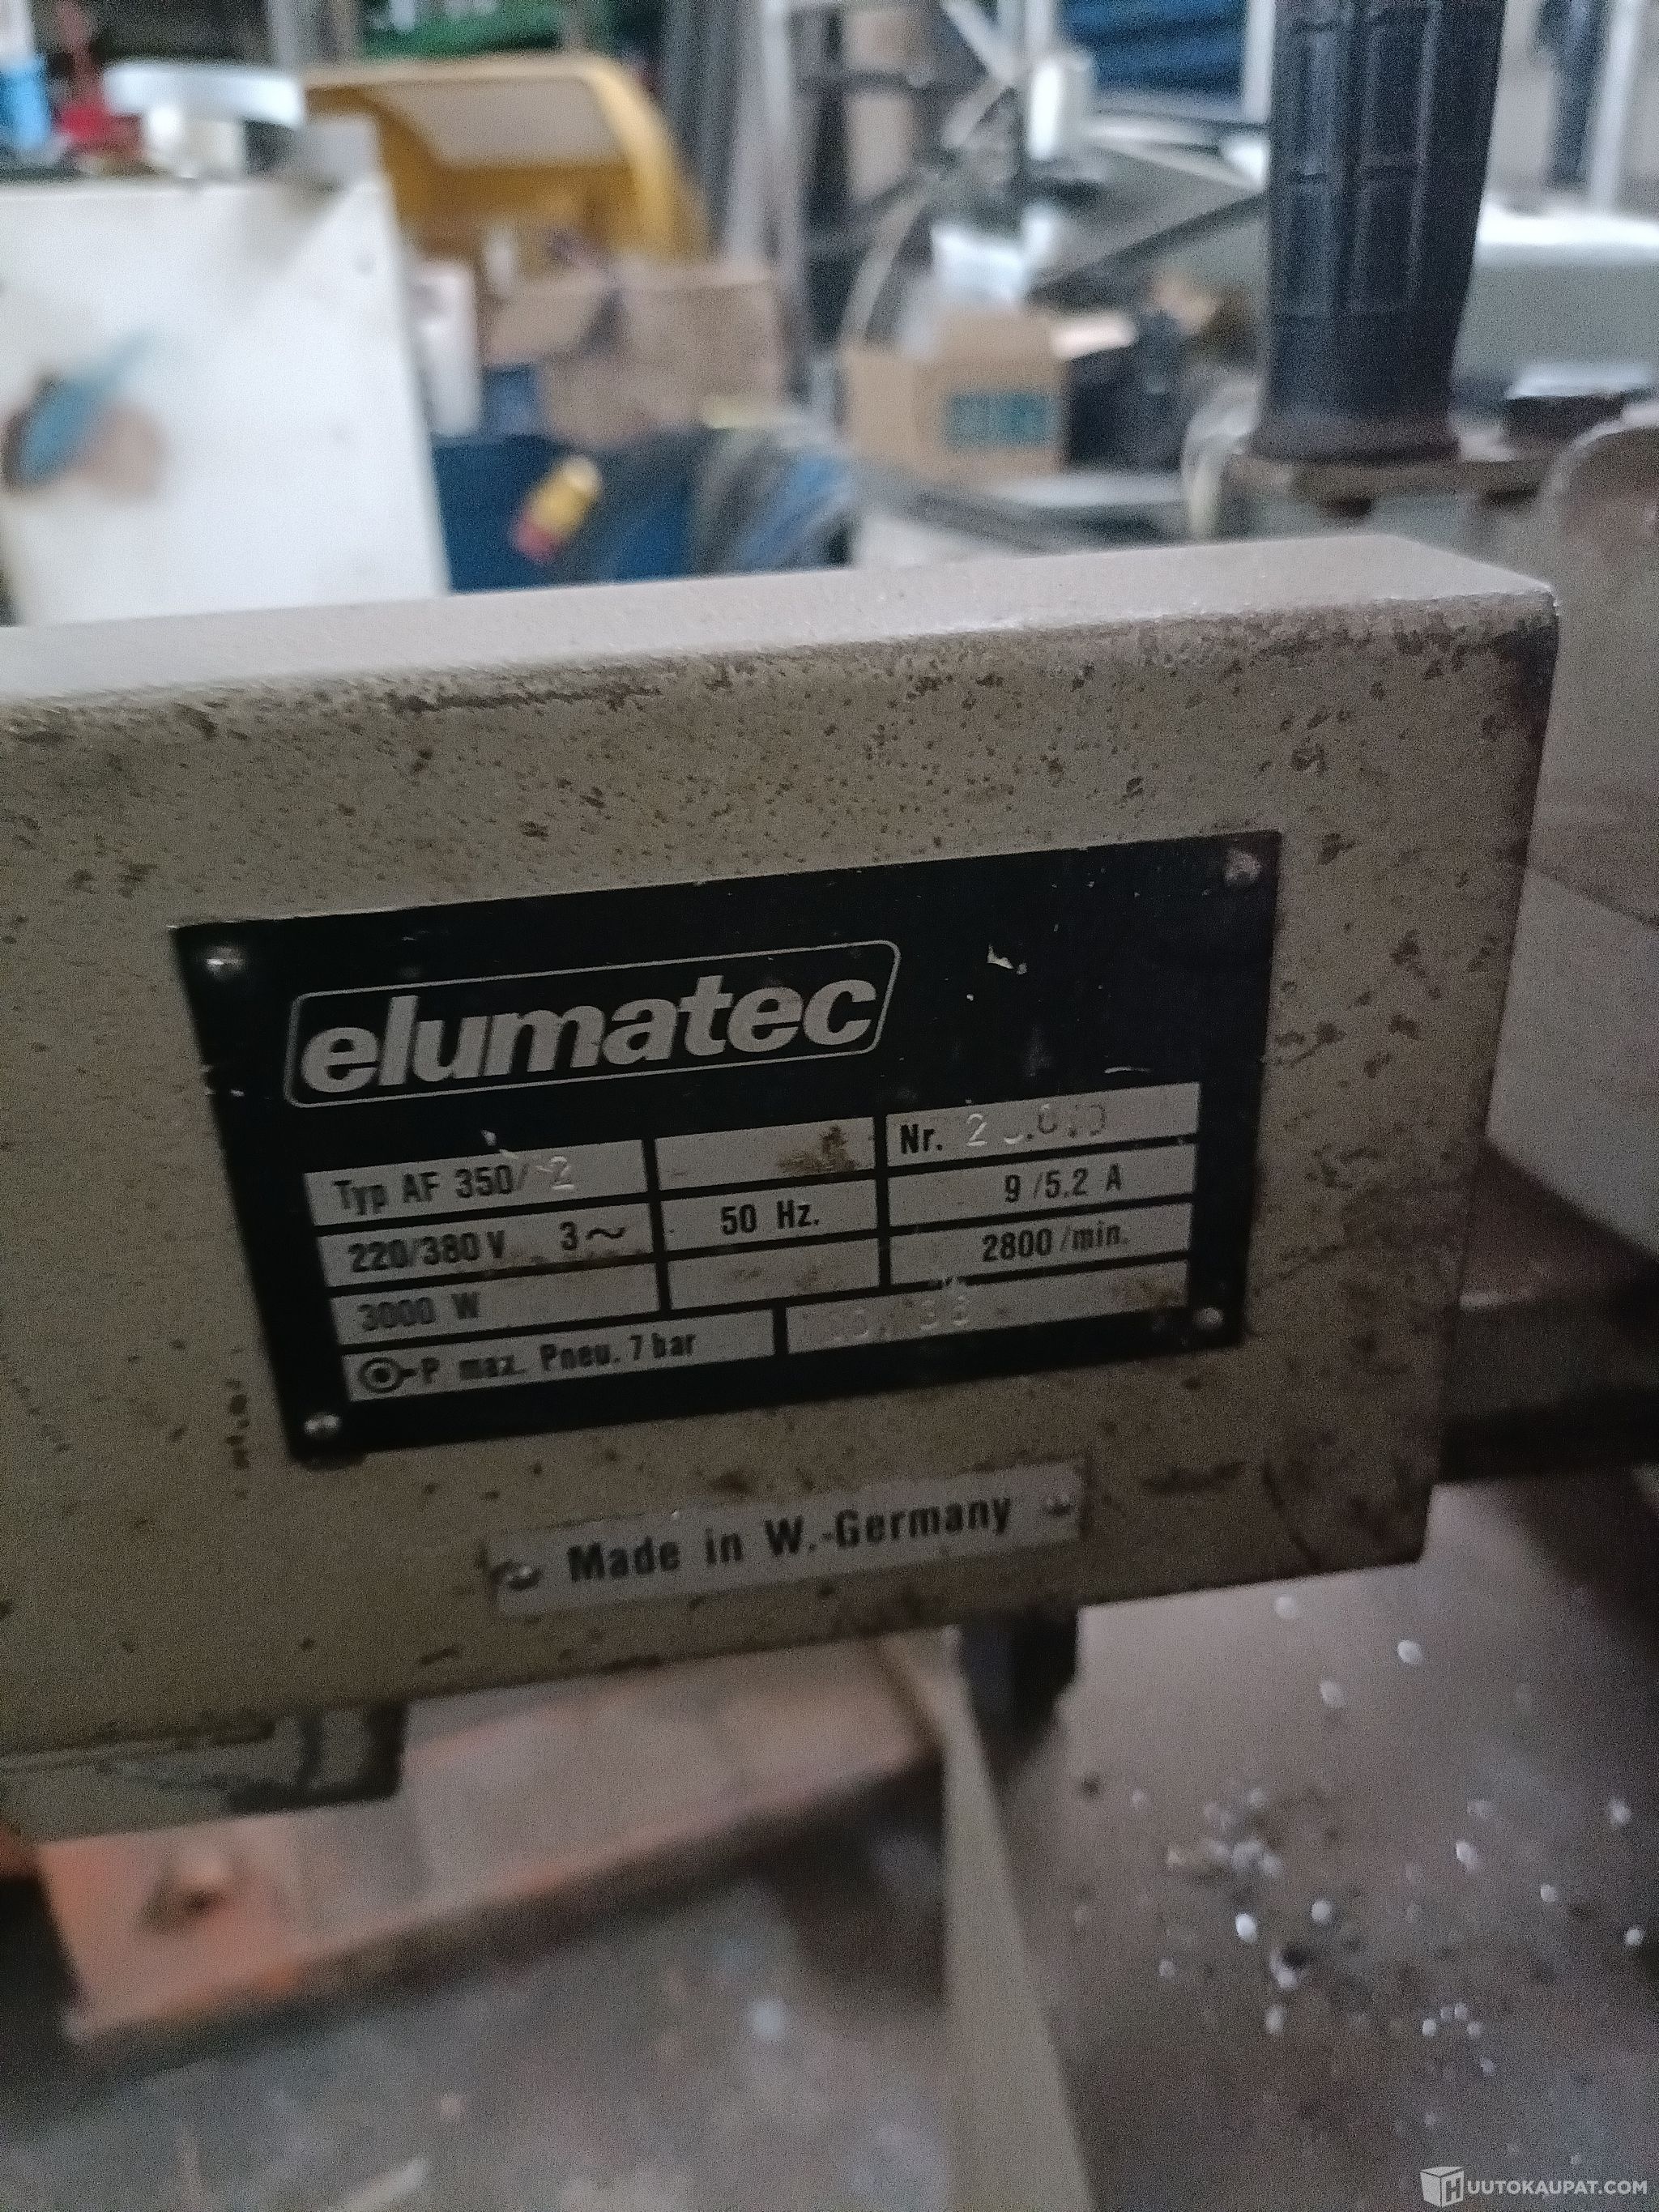 elumatec
Typ AF 350/ 2
Nr.
220/380 V 3~
50 Hz.
9 /5.2 A
3000 W
2800 /min.
P max. Pneu. 7 bar
Made in W.-Germany
HUUTOKAUPAT.COM